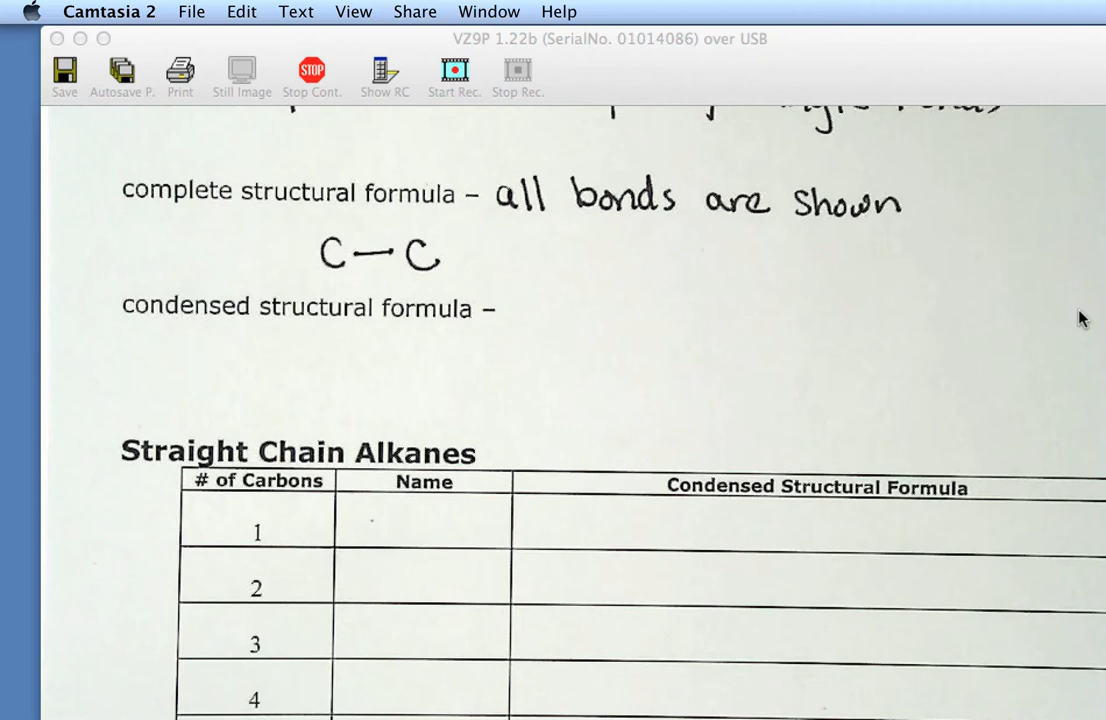 Camtasia 2 File Edit Text View Share Window Help
VZ9P 1.22b (SerialNo. 01014086) over USB
Save Autosave P. Print Still Image STOP Stop Cont. Show RC Start Rec. Stop Rec.
complete structural formula – all bonds are shown
C—C
condensed structural formula –
Straight Chain Alkanes
# of Carbons Name Condensed Structural Formula
1
2
3
4